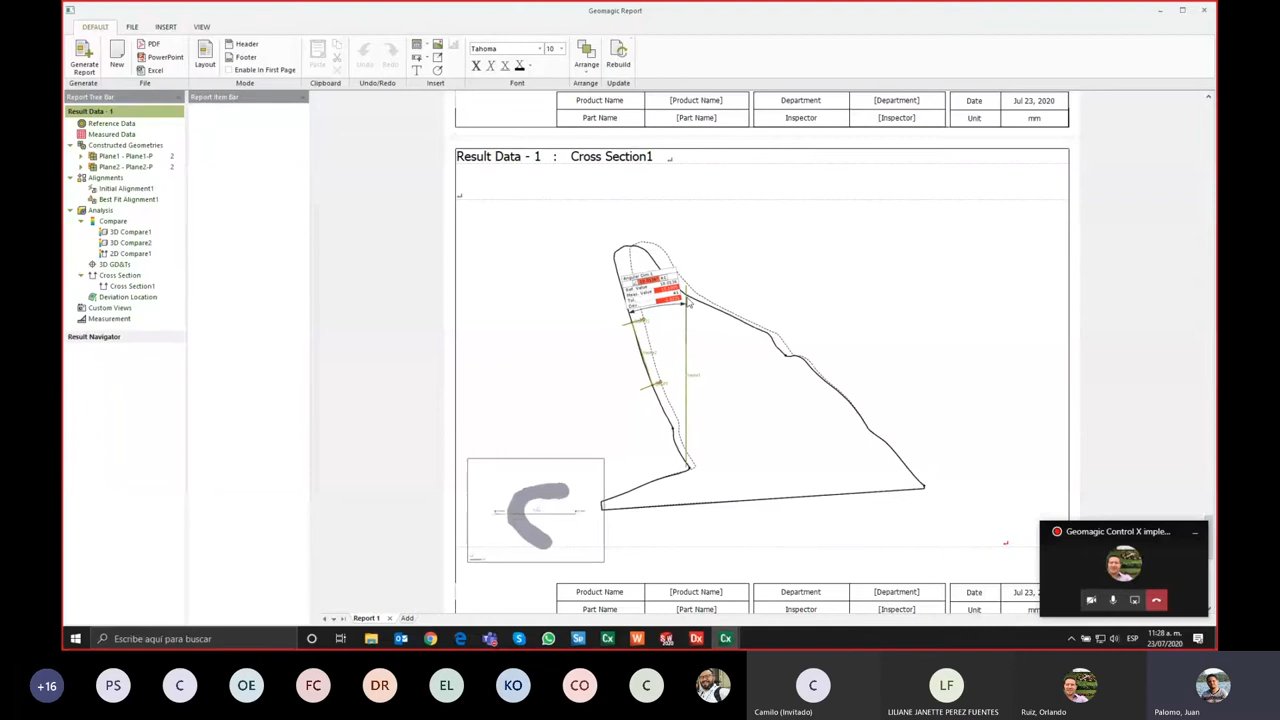 Geomagic Report
DEFAULT FILE INSERT VIEW
Generate Report
New
PDF
PowerPoint
Excel
Layout
Header
Footer
Enable in First Page
Paste
Undo
Redo
Tahoma 10
Arrange
Rebuild
Generate File Mode Clipboard Undo/Redo Insert Font Arrange Update
Report Tree Bar
Report Item Bar
Result Data - 1
Reference Data
Measured Data
Constructed Geometries
Plane1 - Plane1-P 2
Plane2 - Plane2-P 2
Alignments
Initial Alignment1
Best Fit Alignment1
Analysis
Compare
3D Compare1
3D Compare2
2D Compare1
3D GD&Ts
Cross Section
Cross Section1
Deviation Location
Custom Views
Measurement
Result Navigator
Product Name [Product Name] Department [Department] Date Jul 23, 2020
Part Name [Part Name] Inspector [Inspector] Unit mm
Result Data - 1 : Cross Section1
Product Name [Product Name] Department [Department] Date Jul 23, 2
Part Name [Part Name] Inspector [Inspector] Unit
Geomagic Control X imple...
Report 1 Add
Escribe aquí para buscar
ESP
11:28 a. m.
23/07/2020
+16 PS C OE FC DR EL KO CO C
C
Camilo (Invitado)
LF
LILIANE JANETTE PEREZ FUENTES
Ruiz, Orlando
Palomo, Juan